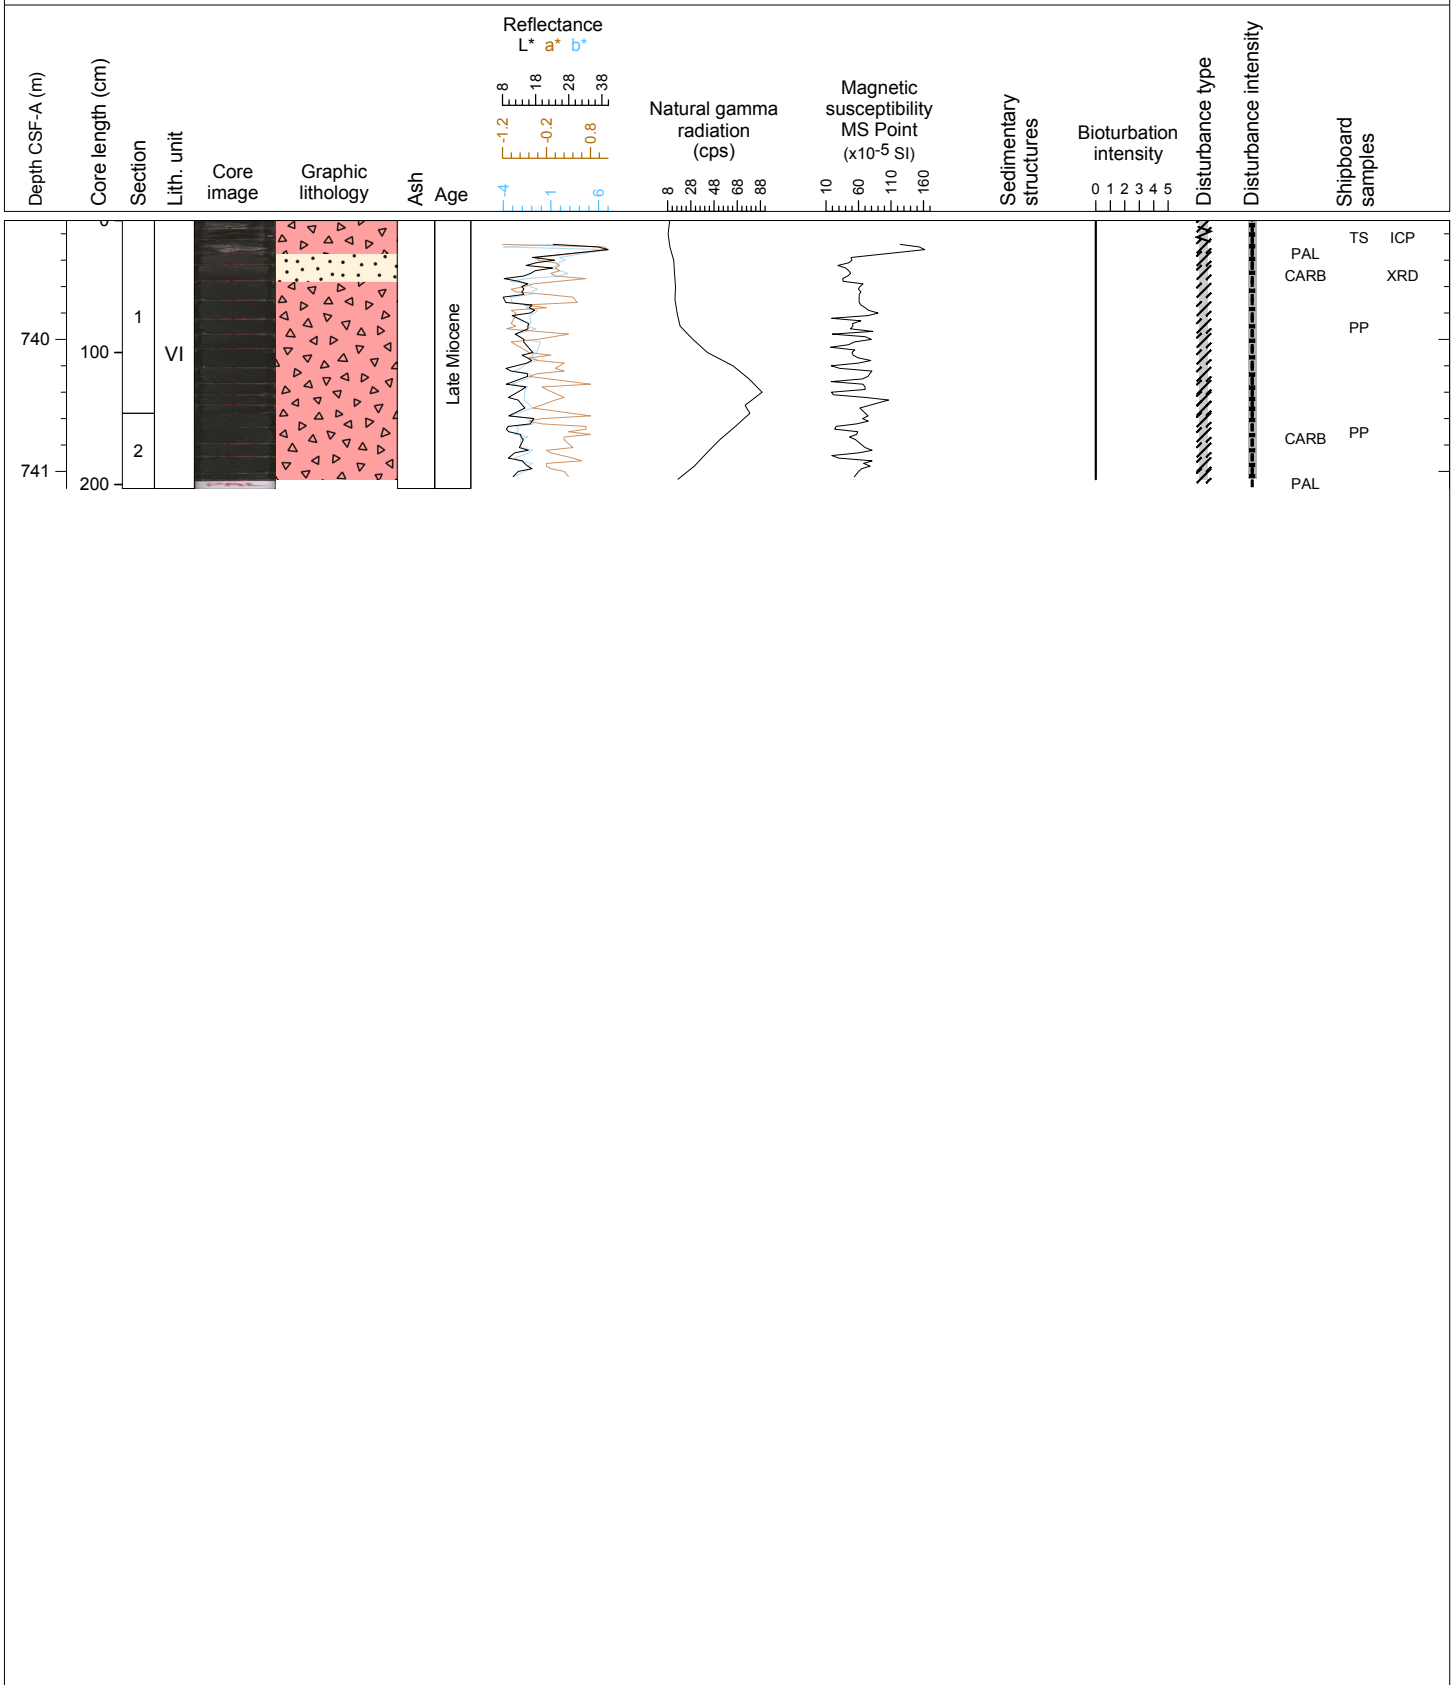 Depth CSF-A (m)
Core length (cm)
Section
Lith. unit
Core
image
Graphic
lithology
Ash
Age
Reflectance
L* a* b*
8 18 28 38
-1.2 -0.2 0.8
-4 1 6
Natural gamma
radiation
(cps)
8 28 48 68 88
Magnetic
susceptibility
MS Point
(x10-5 SI)
10 60 110 160
Sedimentary
structures
Bioturbation
intensity
0 1 2 3 4 5
Disturbance type
Disturbance intensity
Shipboard
samples
0
TS ICP
PAL
CARB XRD
1
PP
740
100
VI
Late Miocene
PP
CARB
2
741
200
PAL